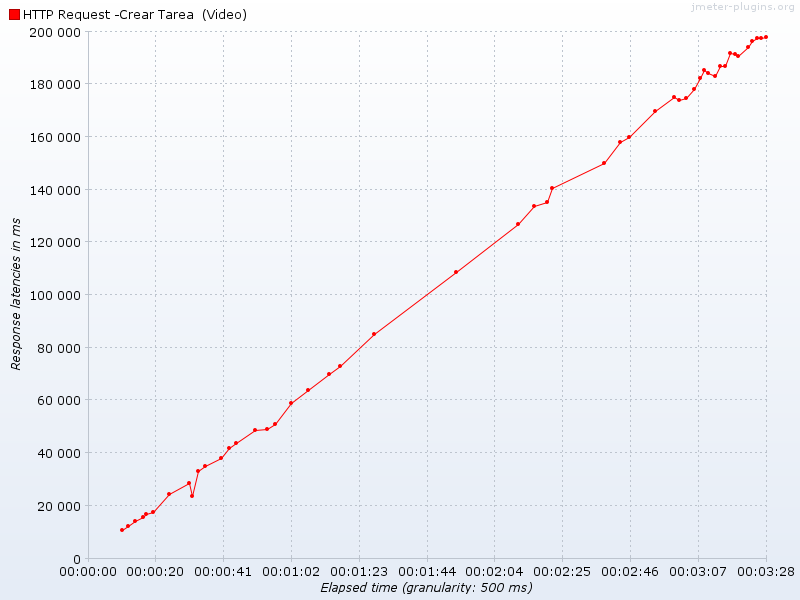 HTTP Request -Crear Tarea (Video)
jmeter-plugins.org
200 000
180 000
160 000
140 000
120 000
100 000
80 000
60 000
40 000
20 000
0
Response latencies in ms
00:00:00 00:00:20 00:00:41 00:01:02 00:01:23 00:01:44 00:02:04 00:02:25 00:02:46 00:03:07 00:03:28
Elapsed time (granularity: 500 ms)